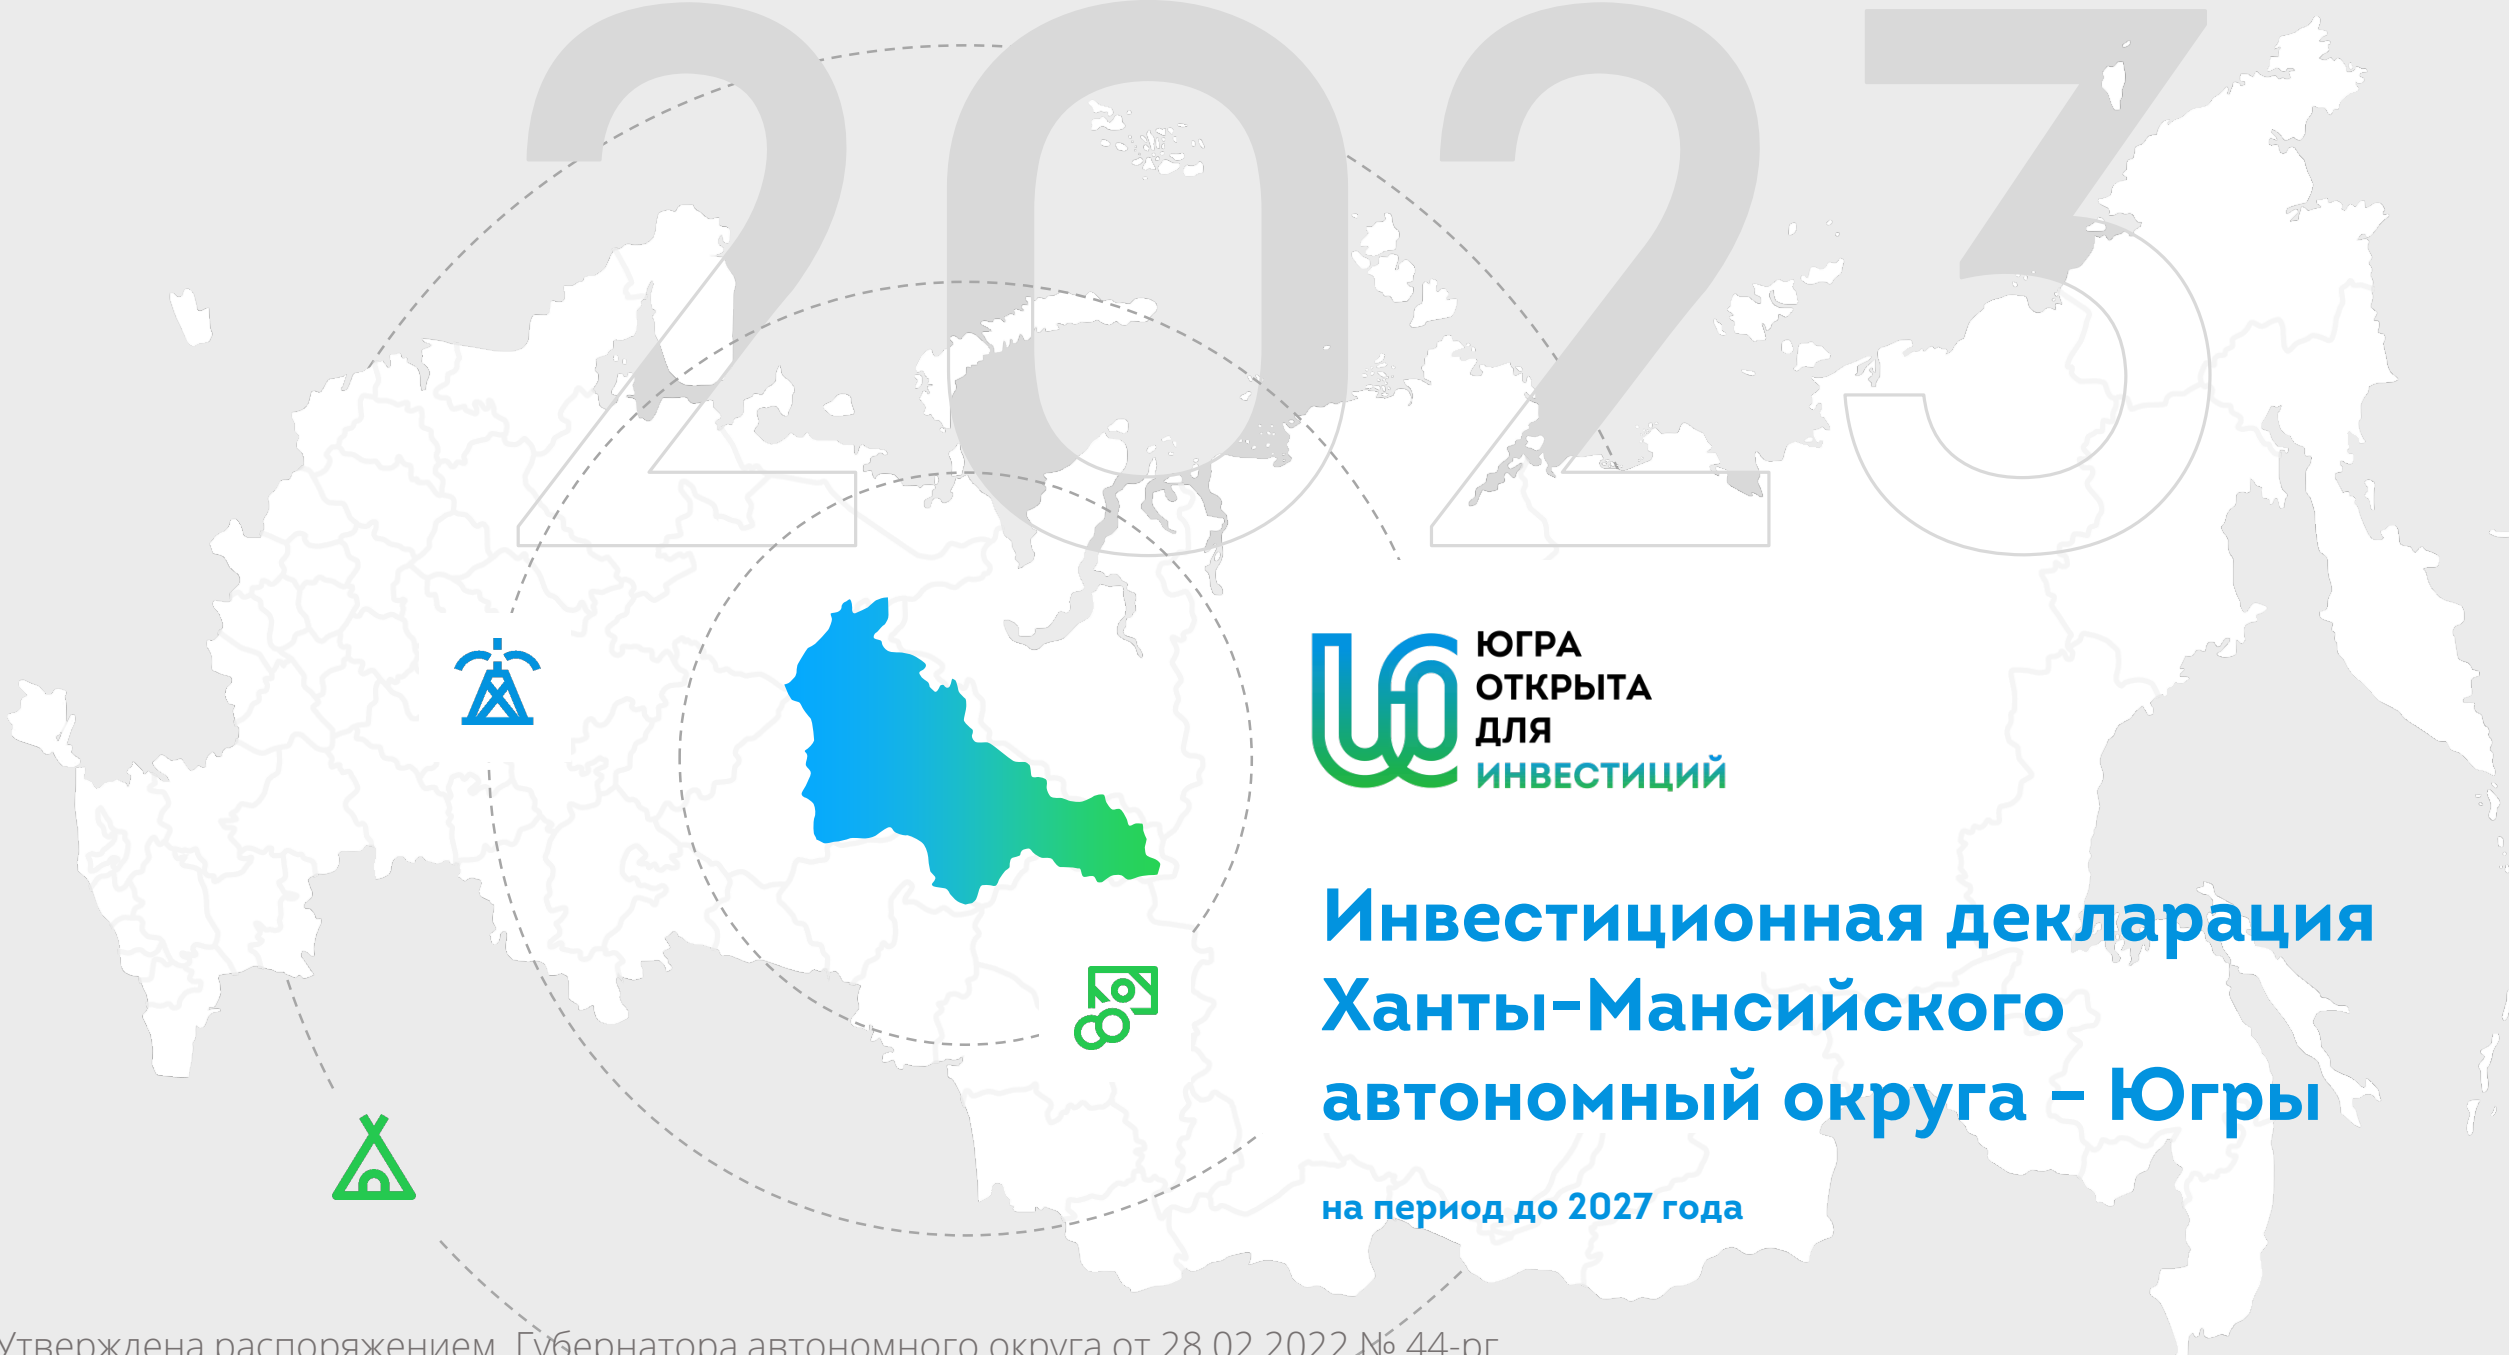 2023
ЮГРА
ОТКРЫТА
ДЛЯ
ИНВЕСТИЦИЙ
Инвестиционная декларация
Ханты-Мансийского
автономный округа – Югры
на период до 2027 года
Утверждена распоряжением Губернатора автономного округа от 28.02.2022 № 44-рг